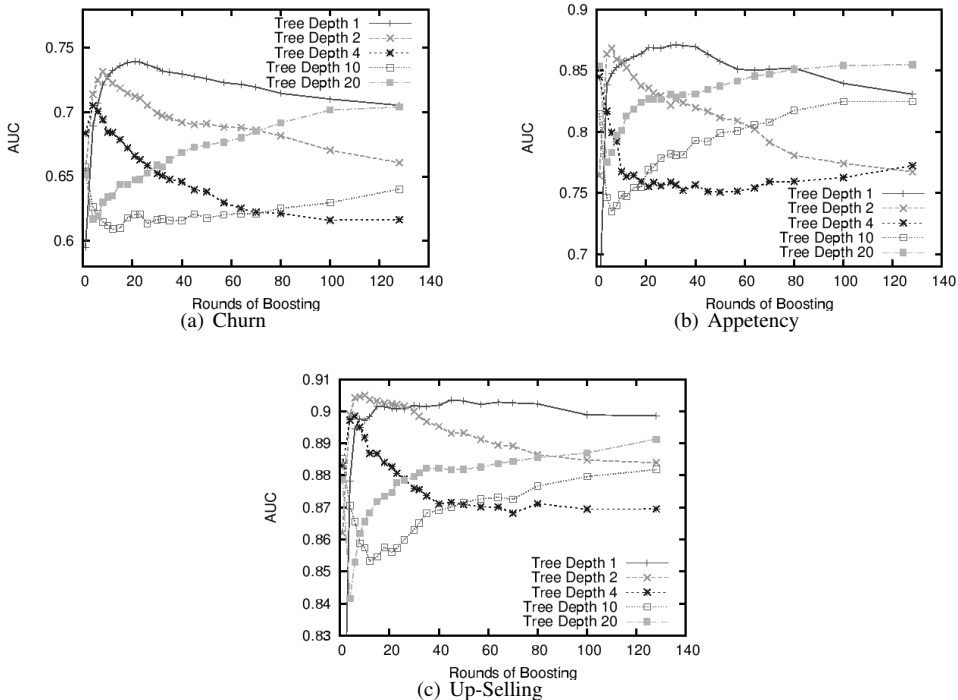 Tree Depth 1
Tree Depth 2
Tree Depth 4
Tree Depth 10
Tree Depth 20
0.75
0.7
0.65
0.6
AUC
0 20 40 60 80 100 120 140
Rounds of Boosting
(a) Churn
0.9
0.85
0.8
0.75
0.7
AUC
Tree Depth 1
Tree Depth 2
Tree Depth 4
Tree Depth 10
Tree Depth 20
0 20 40 60 80 100 120 140
Rounds of Boosting
(b) Appetency
0.91
0.9
0.89
0.88
0.87
0.86
0.85
0.84
0.83
AUC
Tree Depth 1
Tree Depth 2
Tree Depth 4
Tree Depth 10
Tree Depth 20
0 20 40 60 80 100 120 140
Rounds of Boosting
(c) Up-Selling